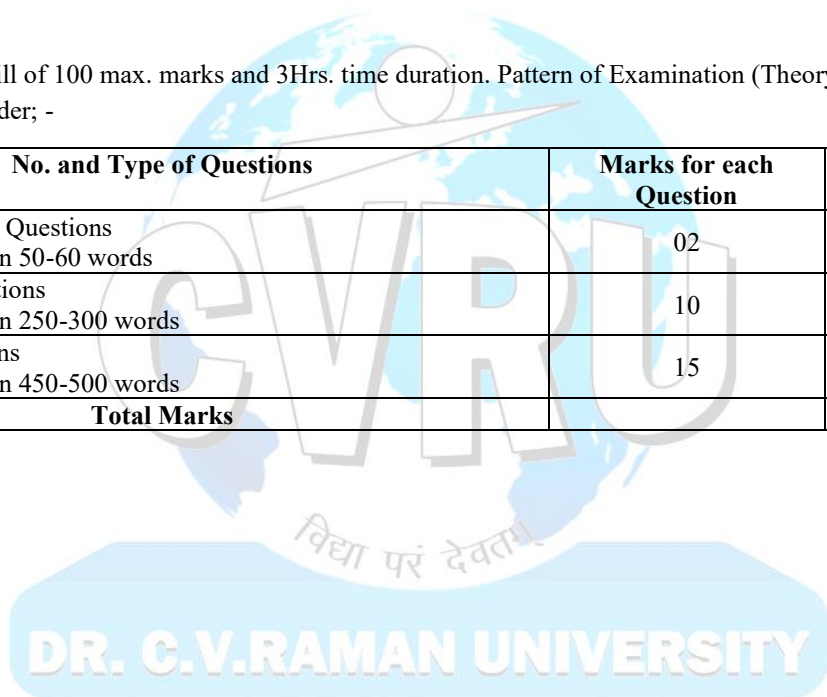 ill of 100 max. marks and 3Hrs. time duration. Pattern of Examination (Theory
der; -
No. and Type of Questions
Marks for each
Question
Questions
n 50-60 words
02
tions
n 250-300 words
10
ns
n 450-500 words
15
Total Marks
CVRU
विद्या परं देवतम्
DR. C.V.RAMAN UNIVERSITY